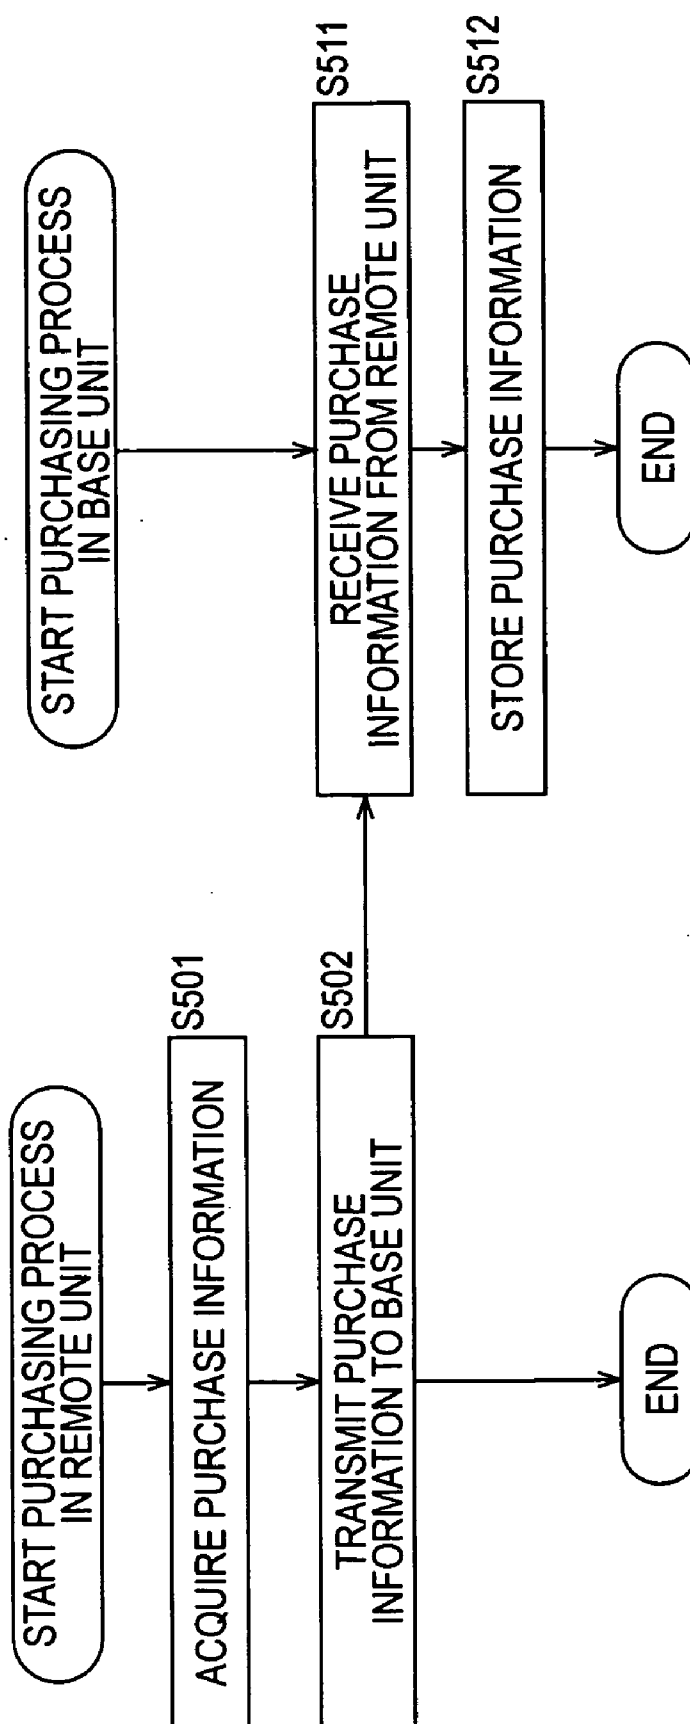 START PURCHASING PROCESS
IN REMOTE UNIT
S501
ACQUIRE PURCHASE INFORMATION
S502
TRANSMIT PURCHASE
INFORMATION TO BASE UNIT
END
START PURCHASING PROCESS
IN BASE UNIT
S511
RECEIVE PURCHASE
INFORMATION FROM REMOTE UNIT
S512
STORE PURCHASE INFORMATION
END